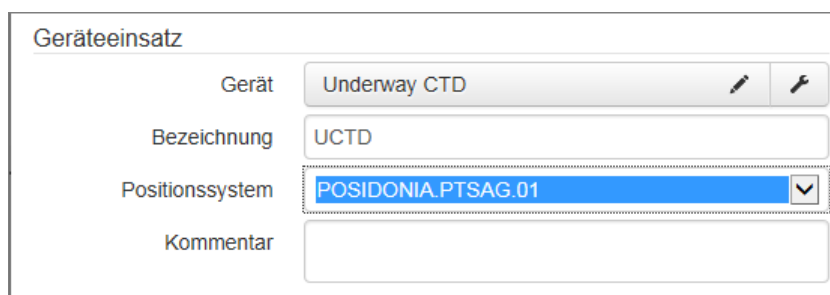 Geräteeinsatz
Gerät Underway CTD
Bezeichnung UCTD
Positionssystem POSIDONIA.PTSAG.01
Kommentar